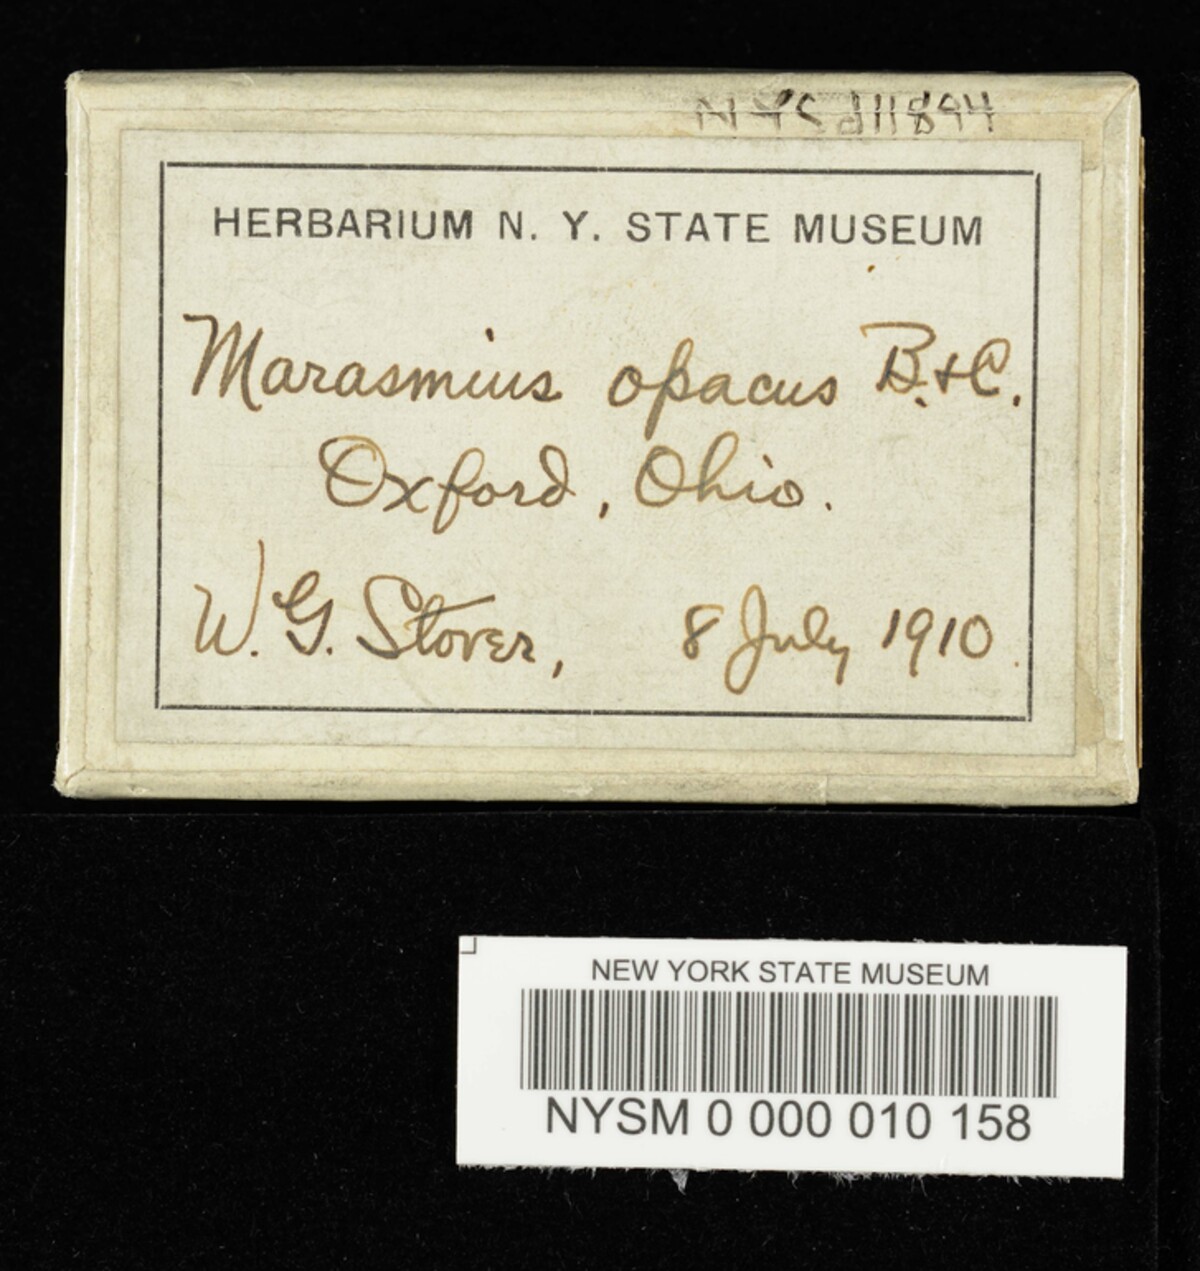 NYSd11894
HERBARIUM N. Y. STATE MUSEUM
Marasmius opacus B.+C.
Oxford, Ohio.
W. G. Stover, 8 July 1910.
NEW YORK STATE MUSEUM
NYSM 0 000 010 158